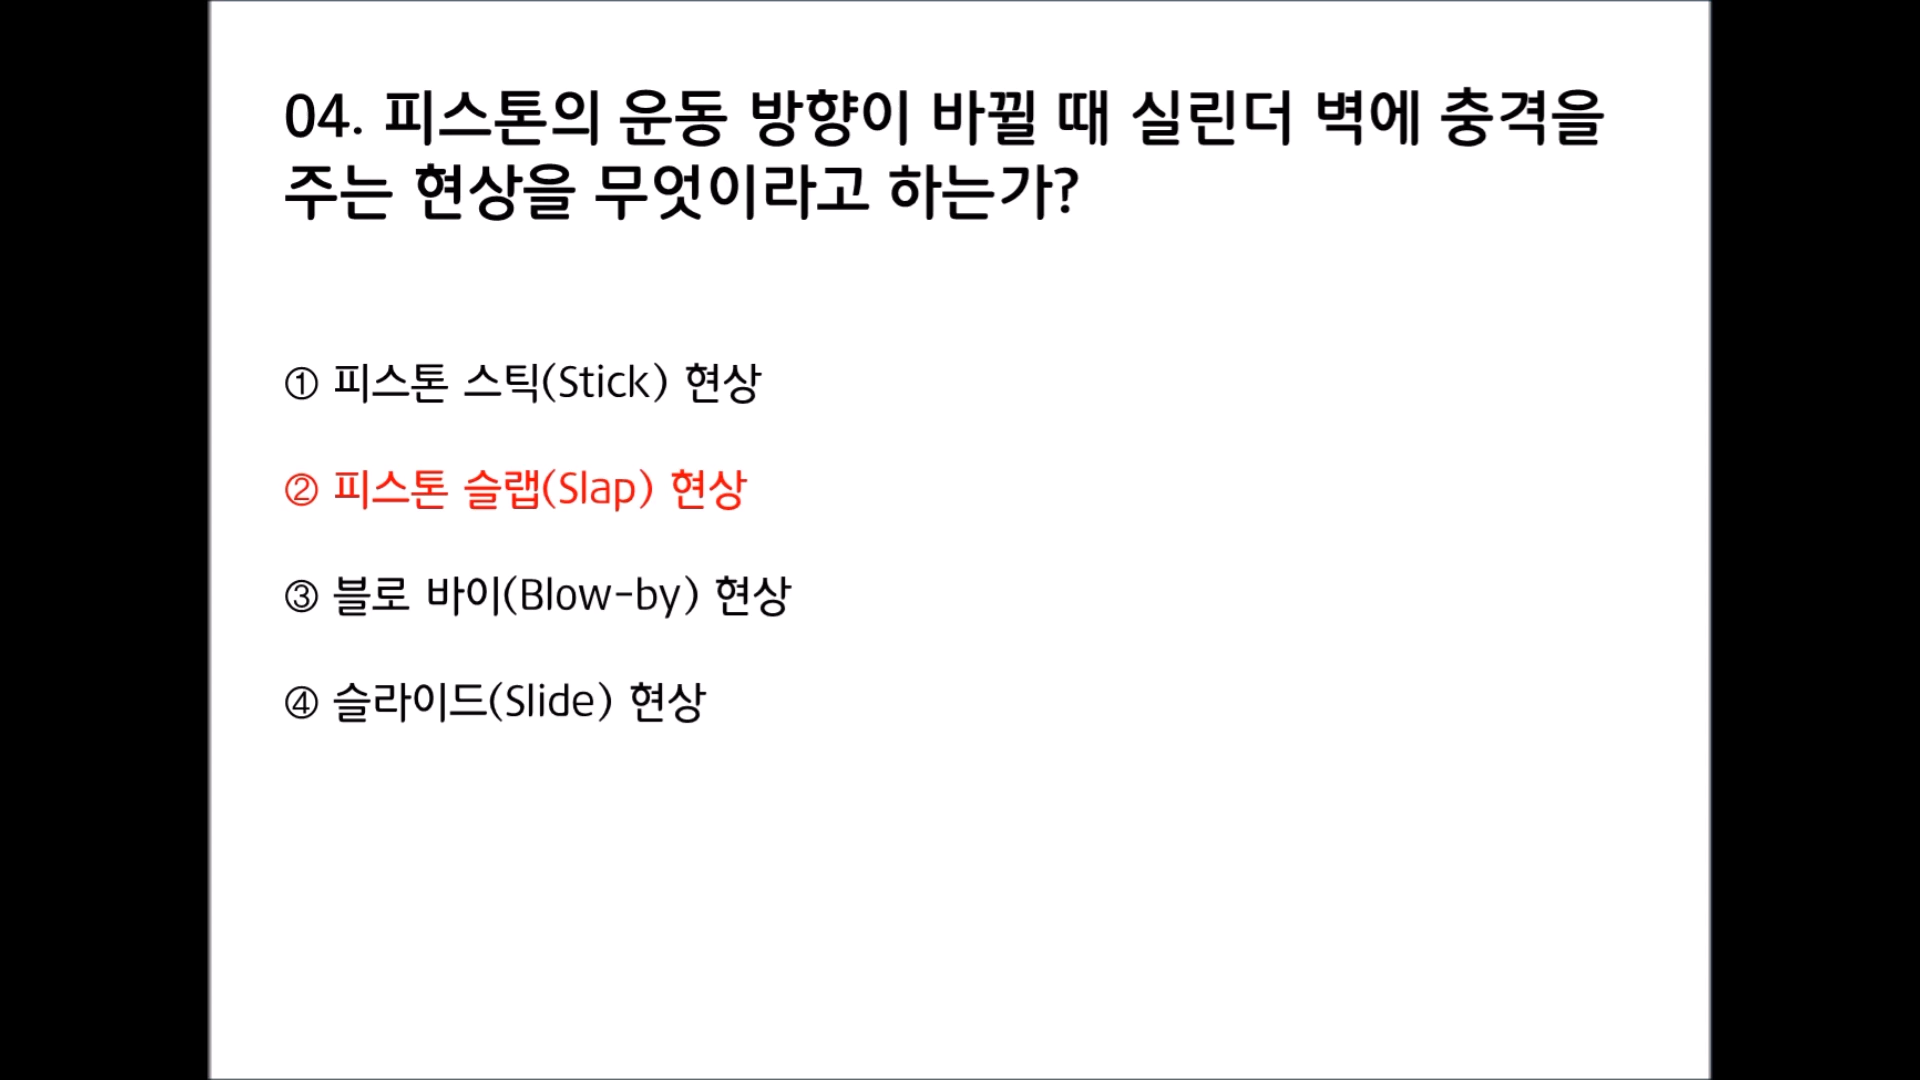 04. 피스톤의 운동 방향이 바뀔 때 실린더 벽에 충격을
주는 현상을 무엇이라고 하는가?
① 피스톤 스틱(Stick) 현상
② 피스톤 슬랩(Slap) 현상
③ 블로 바이(Blow-by) 현상
④ 슬라이드(Slide) 현상